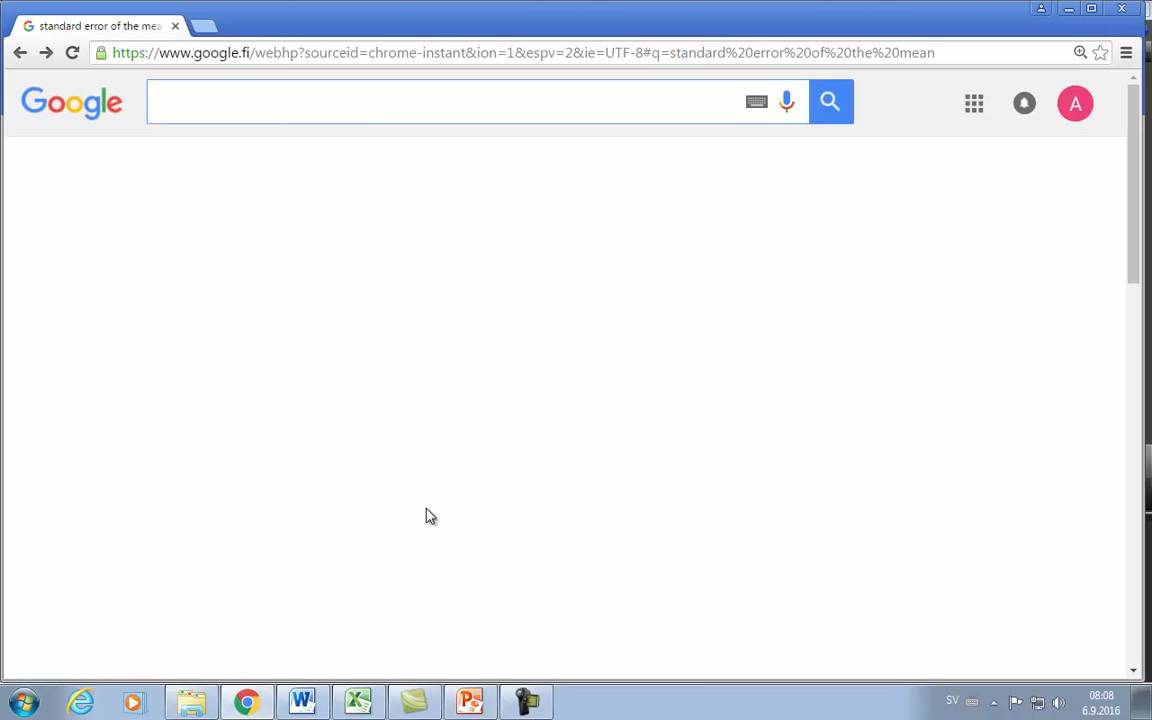 standard error of the mea
https://www.google.fi/webhp?sourceid=chrome-instant&ion=1&espv=2&ie=UTF-8#q=standard%20error%20of%20the%20mean
Google
A
SV
08:08
6.9.2016